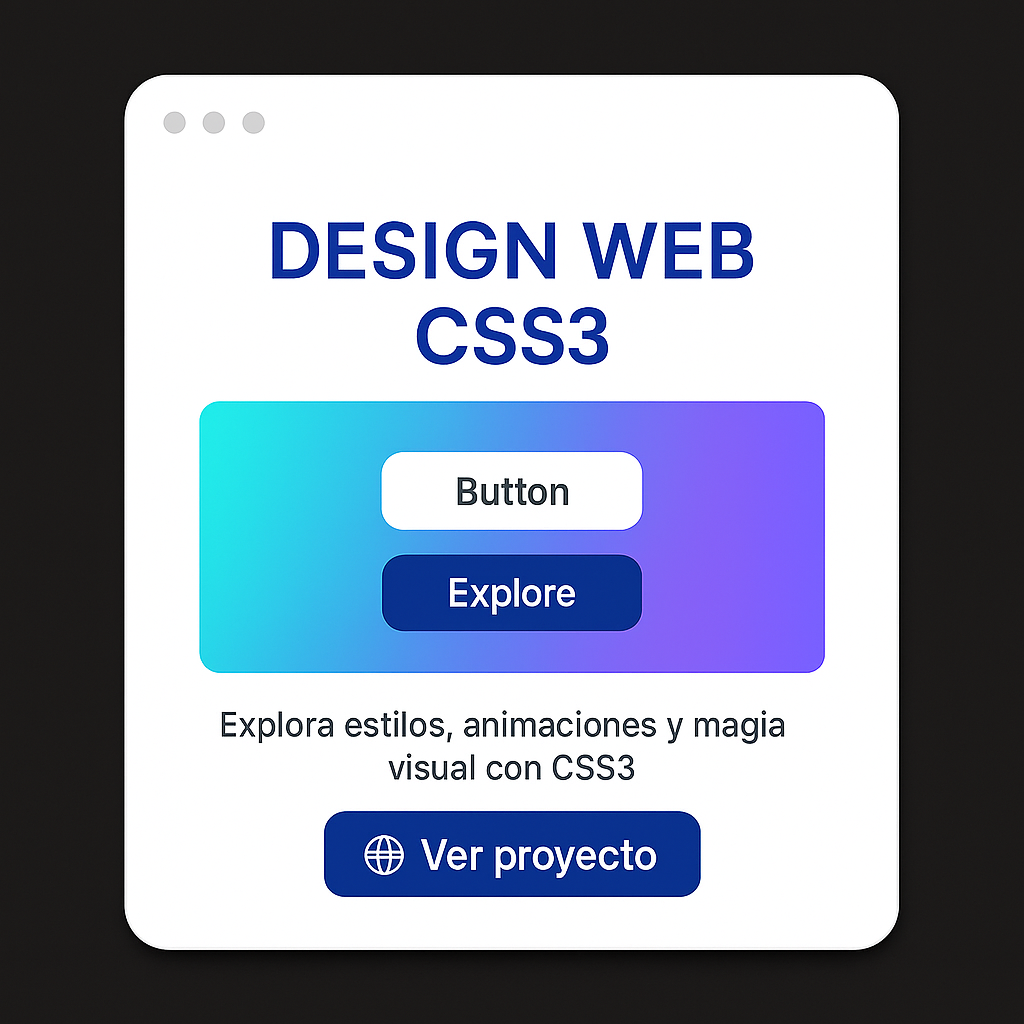 DESIGN WEB
CSS3
Button
Explore
Explora estilos, animaciones y magia
visual con CSS3
Ver proyecto